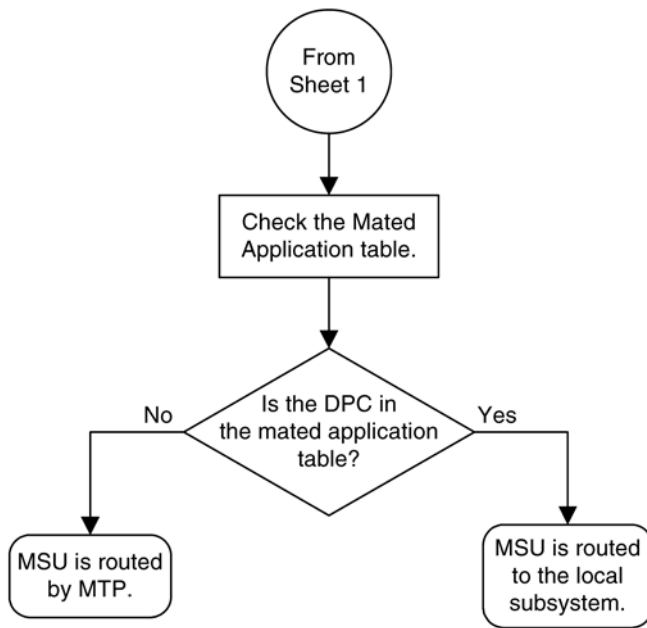 From
Sheet 1
Check the Mated
Application table.
Is the DPC in
the mated application
table?
No
Yes
MSU is routed
by MTP.
MSU is routed
to the local
subsystem.